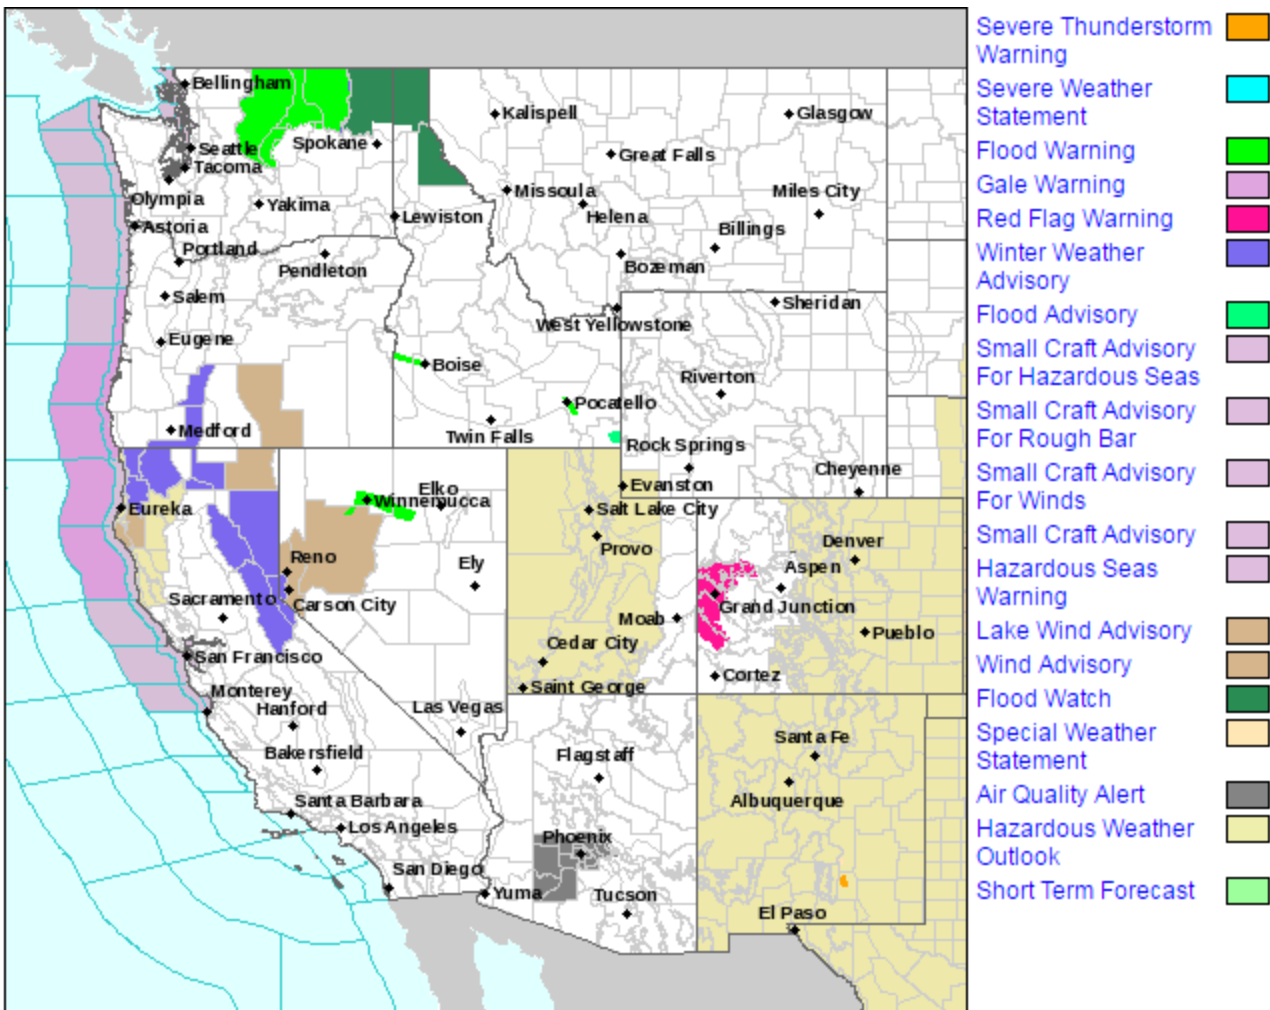 Bellingham
Kalispell
Glasgow
Seattle
Spokane
Great Falls
Tacoma
Olympia
Yakima
Missoula
Miles City
Lewiston
Helena
Astoria
Billings
Portland
Pendleton
Bozeman
Salem
Sheridan
West Yellowstone
Eugene
Boise
Riverton
Pocatello
Medford
Twin Falls
Rock Springs
Cheyenne
Elko
Evanston
Winnemucca
Eureka
Salt Lake City
Provo
Denver
Reno
Ely
Aspen
Sacramento
Carson City
Grand Junction
Moab
Pueblo
Cedar City
San Francisco
Cortez
Saint George
Monterey
Hanford
Las Vegas
Santa Fe
Bakersfield
Flagstaff
Albuquerque
Santa Barbara
Los Angeles
Phoenix
San Diego
Yuma
Tucson
El Paso
Severe Thunderstorm
Warning
Severe Weather
Statement
Flood Warning
Gale Warning
Red Flag Warning
Winter Weather
Advisory
Flood Advisory
Small Craft Advisory
For Hazardous Seas
Small Craft Advisory
For Rough Bar
Small Craft Advisory
For Winds
Small Craft Advisory
Hazardous Seas
Warning
Lake Wind Advisory
Wind Advisory
Flood Watch
Special Weather
Statement
Air Quality Alert
Hazardous Weather
Outlook
Short Term Forecast